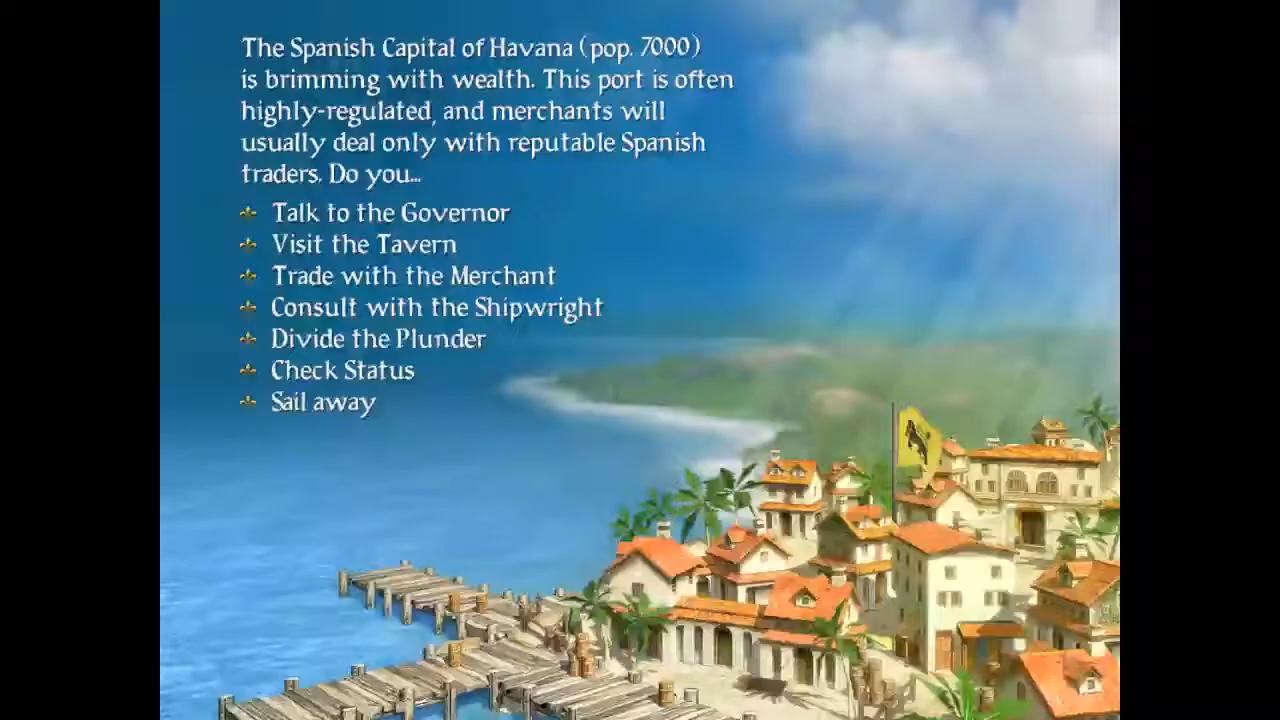 The Spanish Capital of Havana (pop. 7000)
is brimming with wealth. This port is often
highly-regulated, and merchants will
usually deal only with reputable Spanish
traders. Do you...
Talk to the Governor
Visit the Tavern
Trade with the Merchant
Consult with the Shipwright
Divide the Plunder
Check Status
Sail away